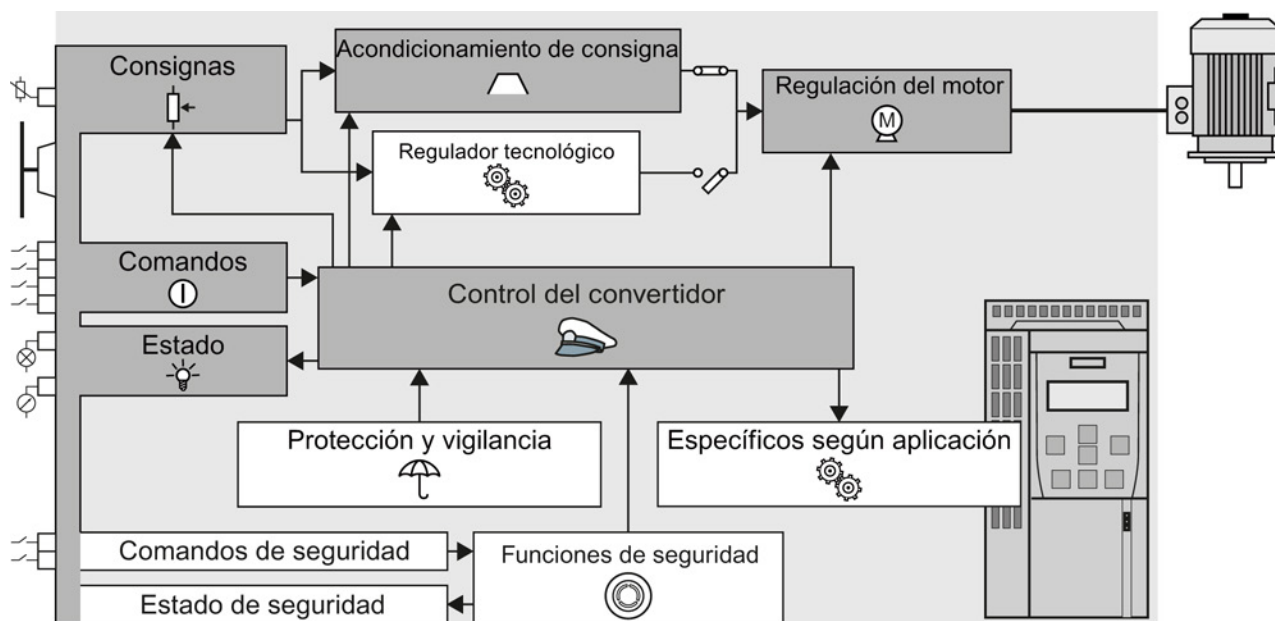 Consignas
Acondicionamiento de consigna
Regulación del motor
M
Regulador tecnológico
Comandos
Control del convertidor
Estado
Protección y vigilancia
Específicos según aplicación
Comandos de seguridad
Funciones de seguridad
Estado de seguridad